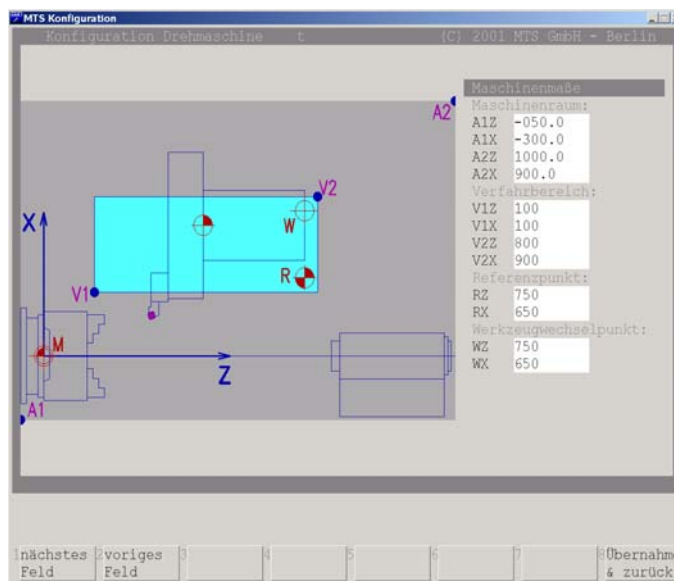 MTS Konfiguration
Konfiguration Drehmaschine t (C) 2001 MTS GmbH - Berlin
Maschinenmaße
Maschinenraum:
A1Z -050.0
A1X -300.0
A2Z 1000.0
A2X 900.0
Verfahrbereich:
V1Z 100
V1X 100
V2Z 800
V2X 900
Referenzpunkt:
RZ 750
RX 650
Werkzeugwechselpunkt:
WZ 750
WX 650
A2
V2
X
W
R
V1
M
Z
A1
1 nächstes Feld
2 voriges Feld
3
4
5
6
7
8 Übernahm & zurück